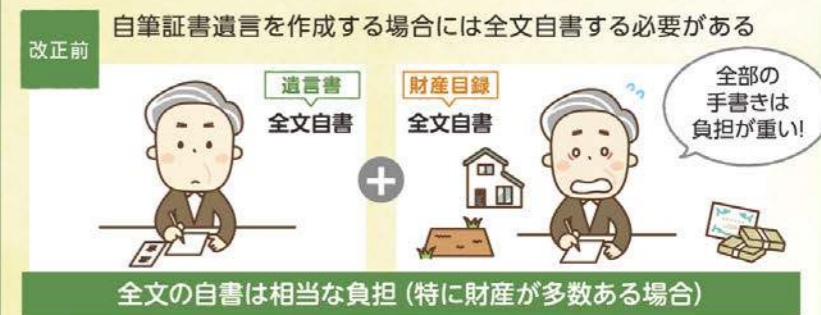 改正前
自筆証書遺言を作成する場合には全文自書する必要がある
遺言書
全文自書
財産目録
全文自書
全部の
手書きは
負担が重い!
全文の自書は相当な負担(特に財産が多数ある場合)